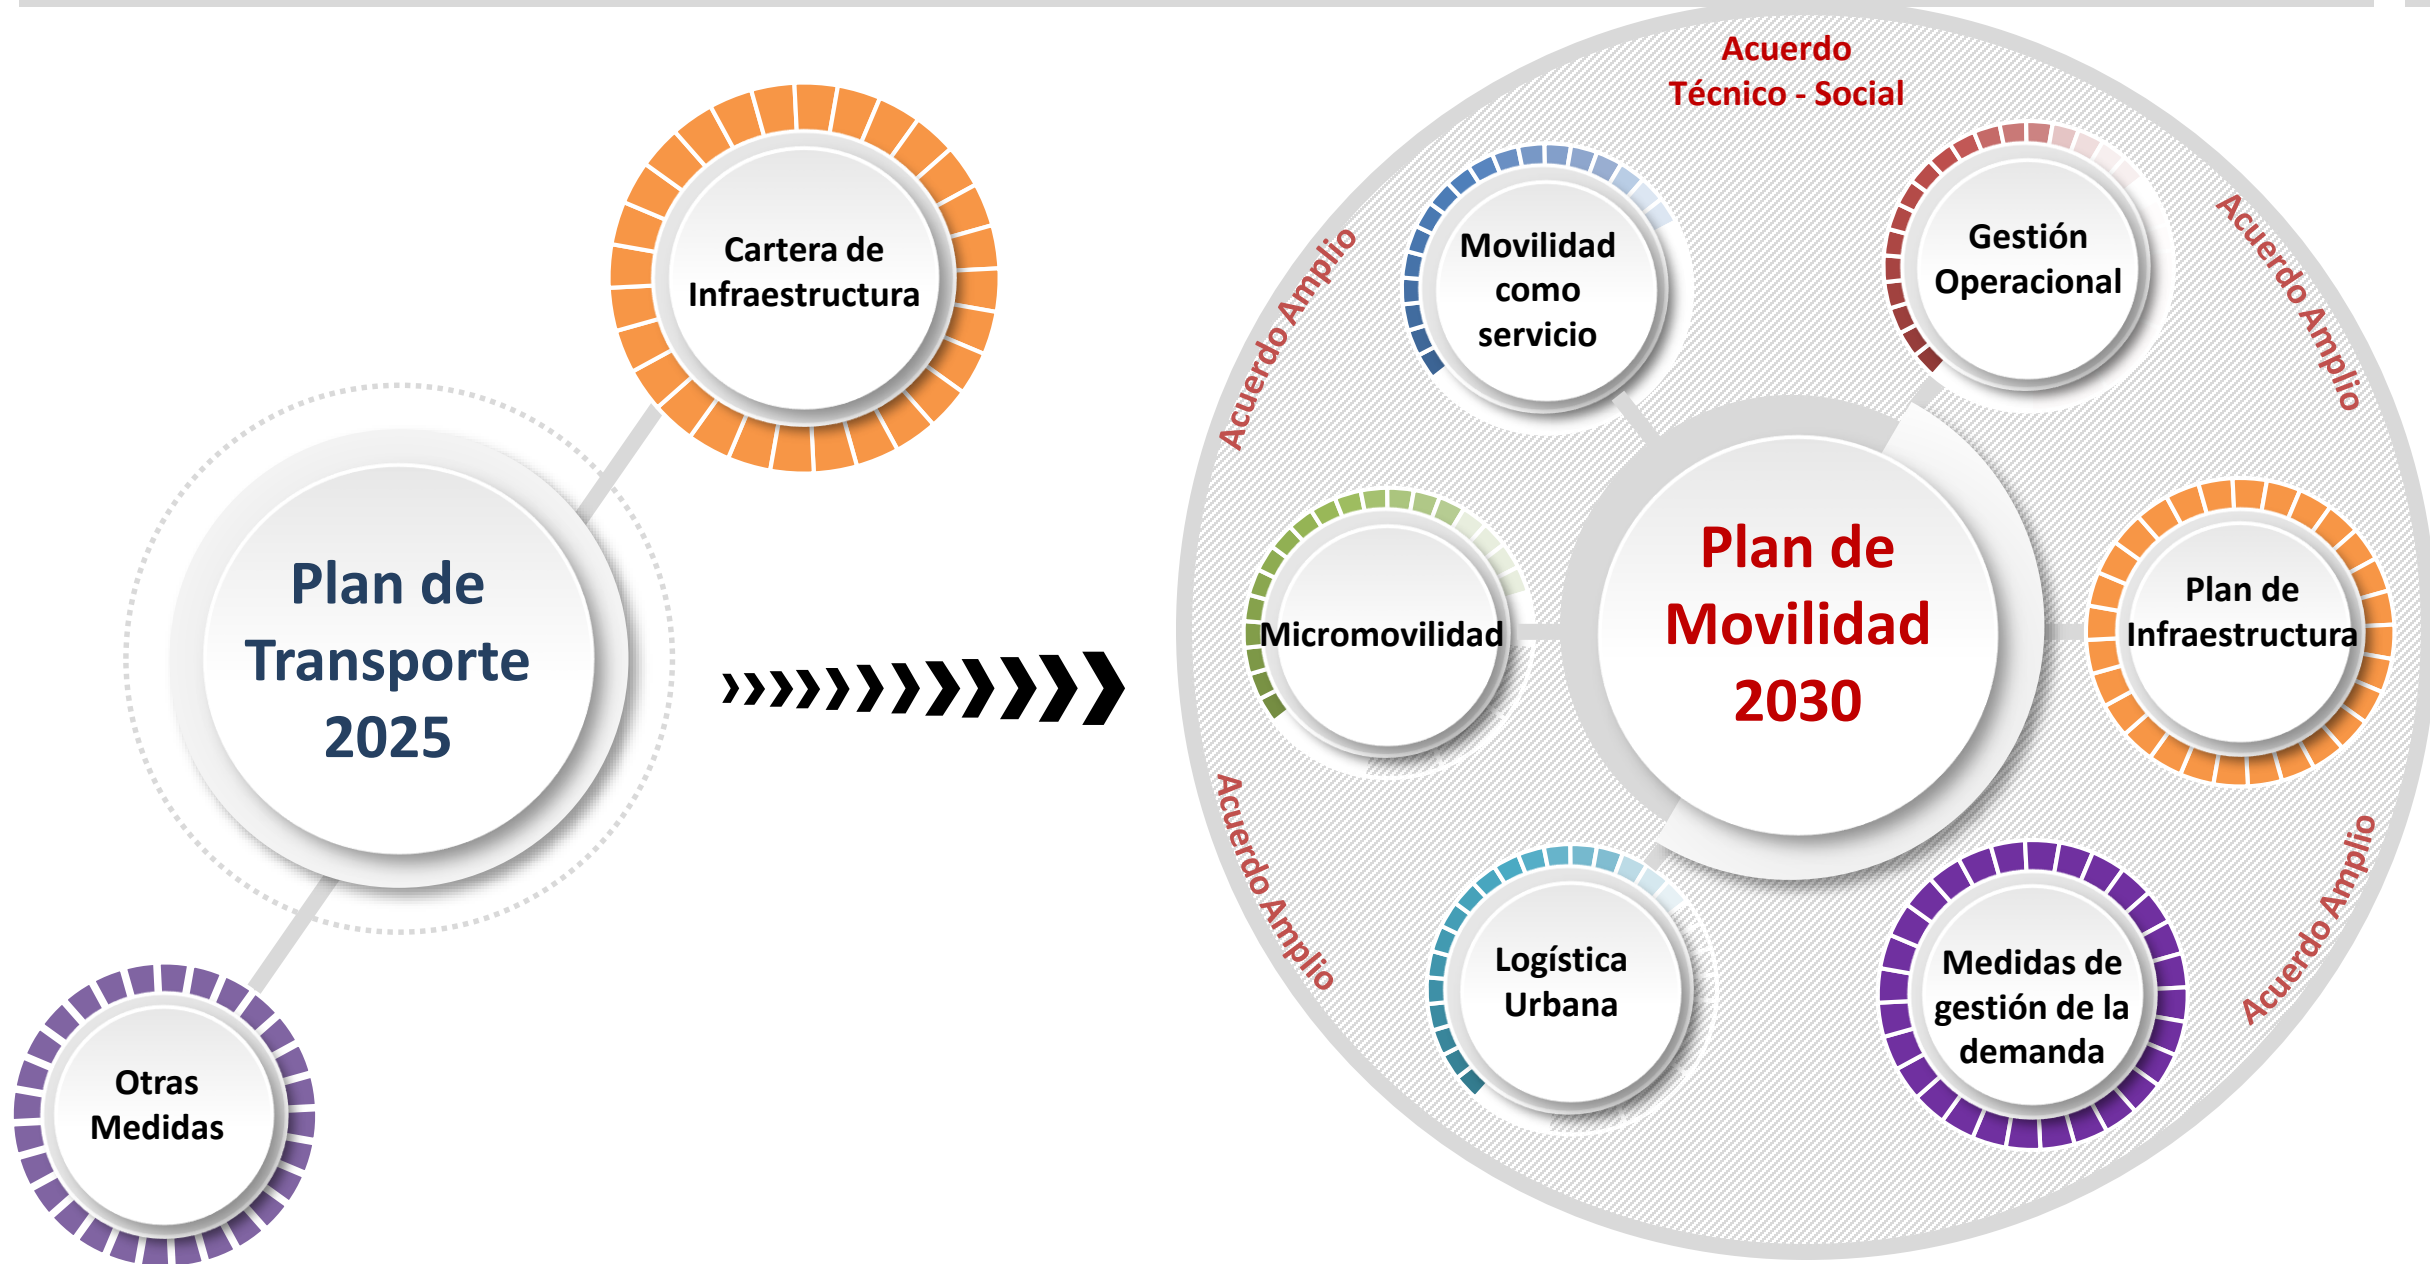 Cartera de
Infraestructura
Plan de
Transporte
2025
Otras
Medidas
Acuerdo
Técnico - Social
Acuerdo Amplio
Acuerdo Amplio
Movilidad
como
servicio
Gestión
Operacional
Micromovilidad
Plan de
Movilidad
2030
Plan de
Infraestructura
Acuerdo Amplio
Acuerdo Amplio
Logística
Urbana
Medidas de
gestión de la
demanda